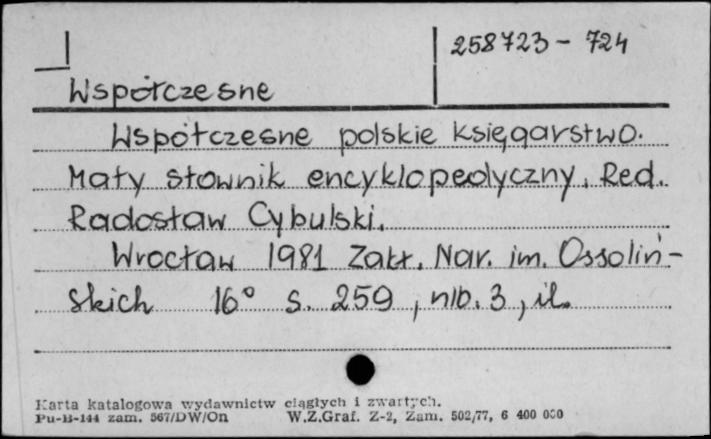 258723 - 724
Współczesne
Współczesne polskie księgarstwo.
Mały słownik encyklopedyczny. Red.
Radosław Cybulski.
Wrocław 1981 Zakł. Nar. im. Ossoliń-
skich 16° s. 259, nlb. 3, il.
Karta katalogowa wydawnictw ciągłych i zwartych.
Pu-B-144 zam. 567/DW/On W.Z.Graf. Z-2, Zam. 502/77, 6 400 000